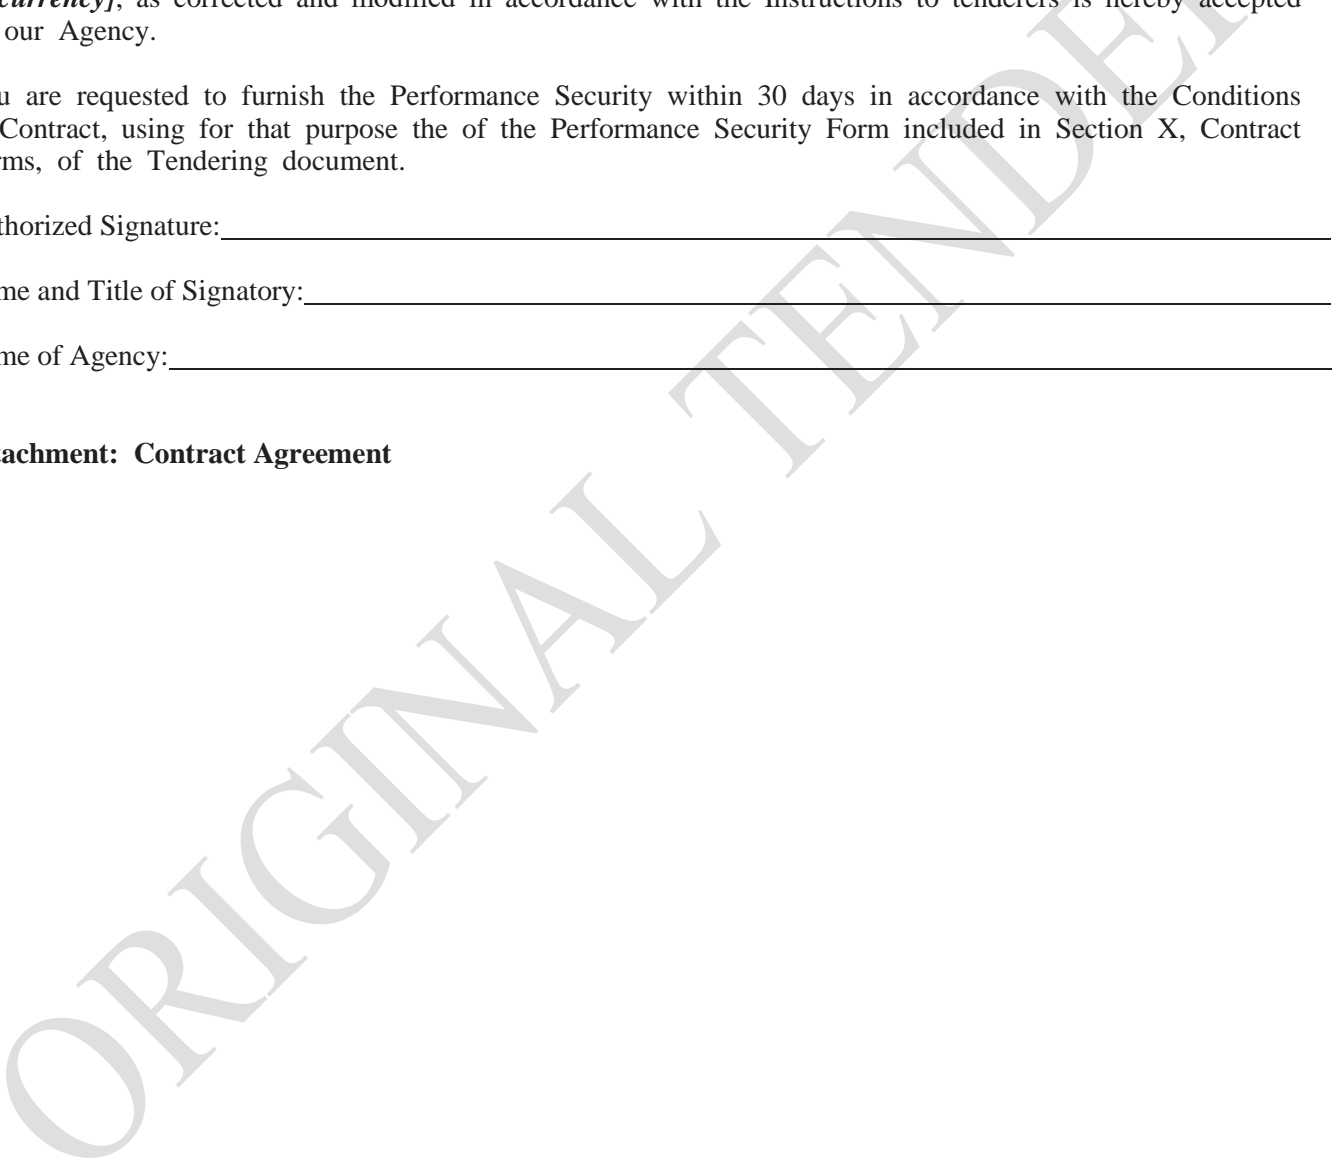 currency], as corrected and modified in accordance with the Instructions to tenderers is hereby accepted
our Agency.
u are requested to furnish the Performance Security within 30 days in accordance with the Conditions
Contract, using for that purpose the of the Performance Security Form included in Section X, Contract
rms, of the Tendering document.
thorized Signature:
me and Title of Signatory:
me of Agency:
tachment: Contract Agreement
ORIGINAL TENDER